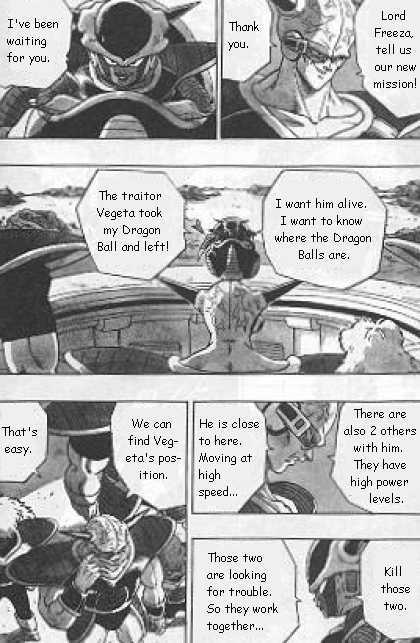 I've been
waiting
for you.
Thank
you.
Lord
Freeza,
tell us
our new
mission!
The traitor
Vegeta took
my Dragon
Ball and left!
I want him alive.
I want to know
where the Dragon
Balls are.
That's
easy.
We can
find Veg-
eta's pos-
ition.
He is close
to here.
Moving at
high
speed...
There are
also 2 others
with him.
They have
high power
levels.
Those two
are looking
for trouble.
So they work
together...
Kill
those
two.